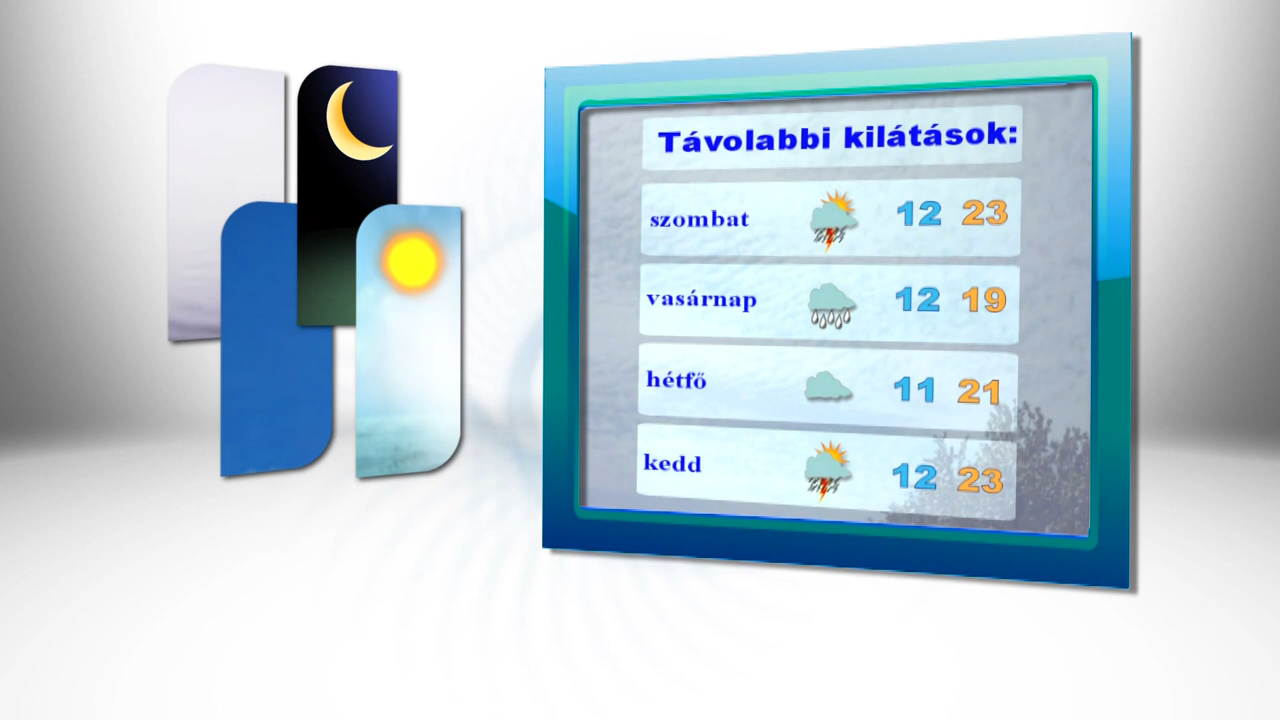 Távolabbi kilátások:
szombat 12 23
vasárnap 12 19
hétfő 11 21
kedd 12 23